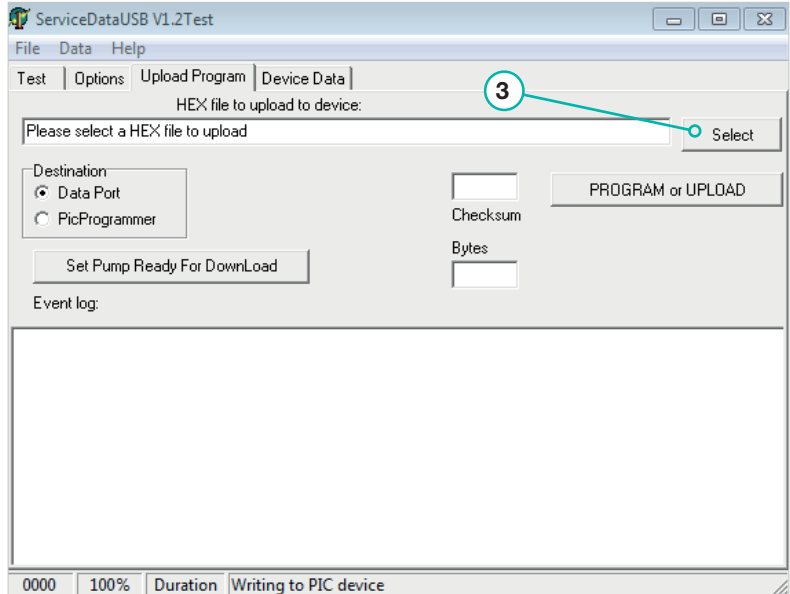 ServiceDataUSB V1.2Test
File Data Help
Test Options Upload Program Device Data
3
HEX file to upload to device:
Please select a HEX file to upload
Select
Destination
Data Port
PicProgrammer
Checksum
PROGRAM or UPLOAD
Bytes
Set Pump Ready For DownLoad
Event log:
0000 100% Duration Writing to PIC device